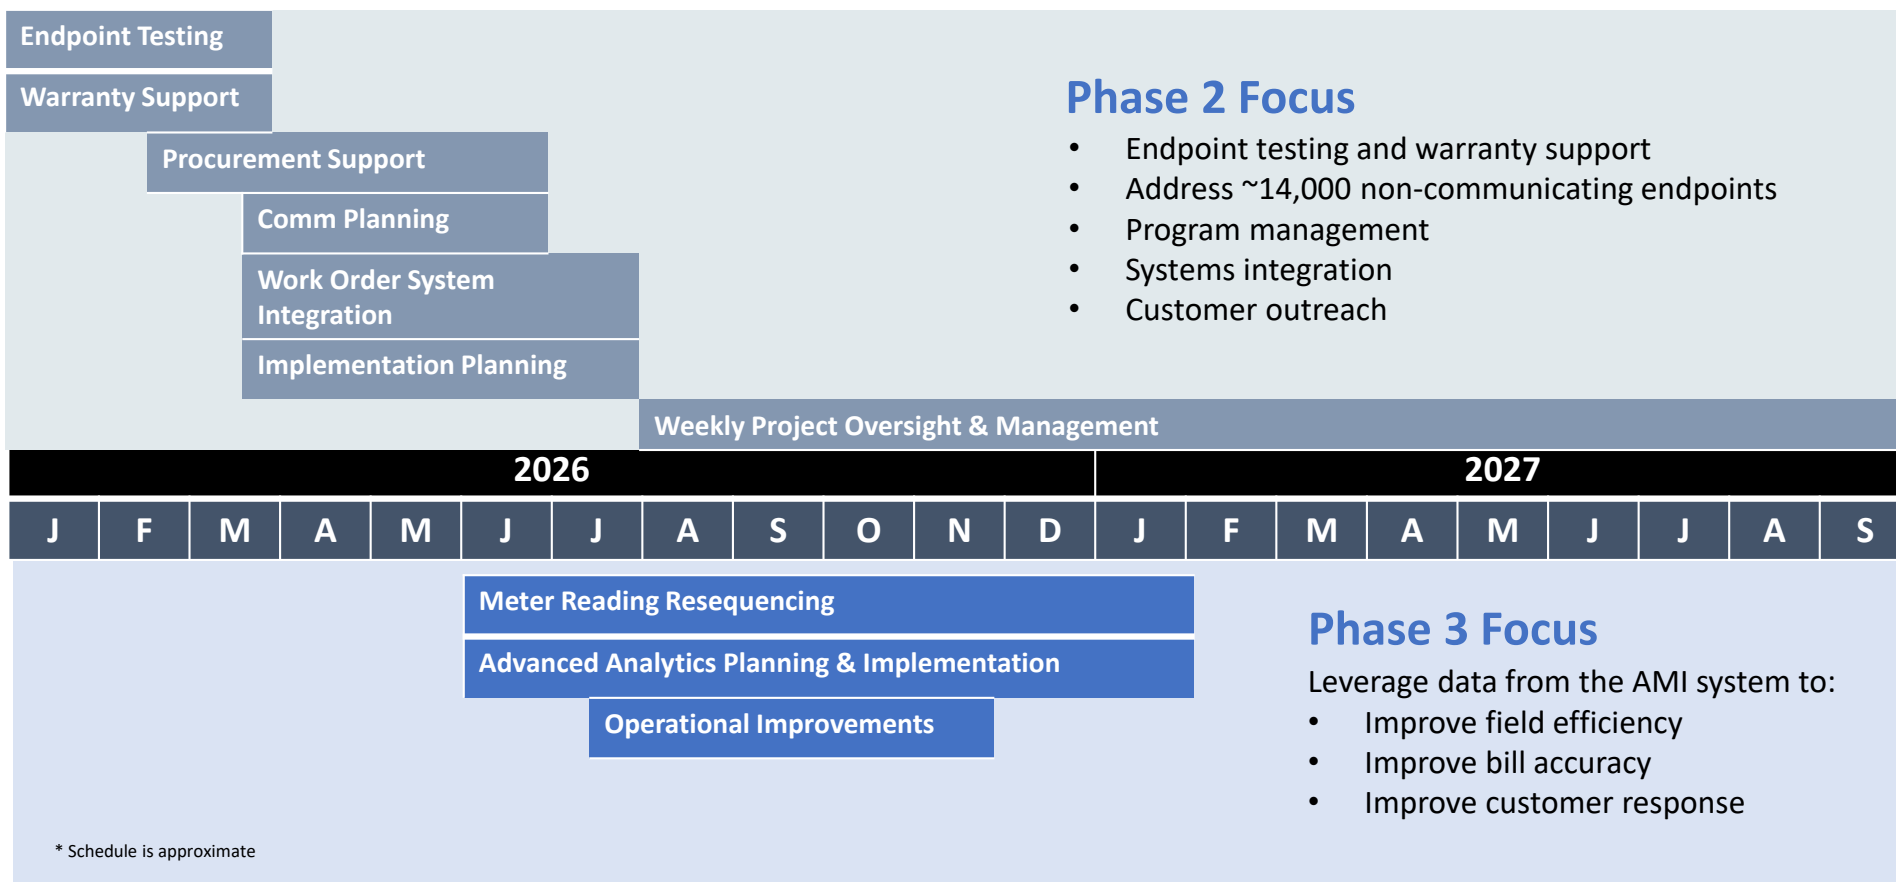 Endpoint Testing
Warranty Support
Procurement Support
Comm Planning
Work Order System
Integration
Implementation Planning
Weekly Project Oversight & Management
Phase 2 Focus
• Endpoint testing and warranty support
• Address ~14,000 non-communicating endpoints
• Program management
• Systems integration
• Customer outreach
2026 2027
J F M A M J J A S O N D J F M A M J J A S
Meter Reading Resequencing
Advanced Analytics Planning & Implementation
Operational Improvements
Phase 3 Focus
Leverage data from the AMI system to:
• Improve field efficiency
• Improve bill accuracy
• Improve customer response
* Schedule is approximate